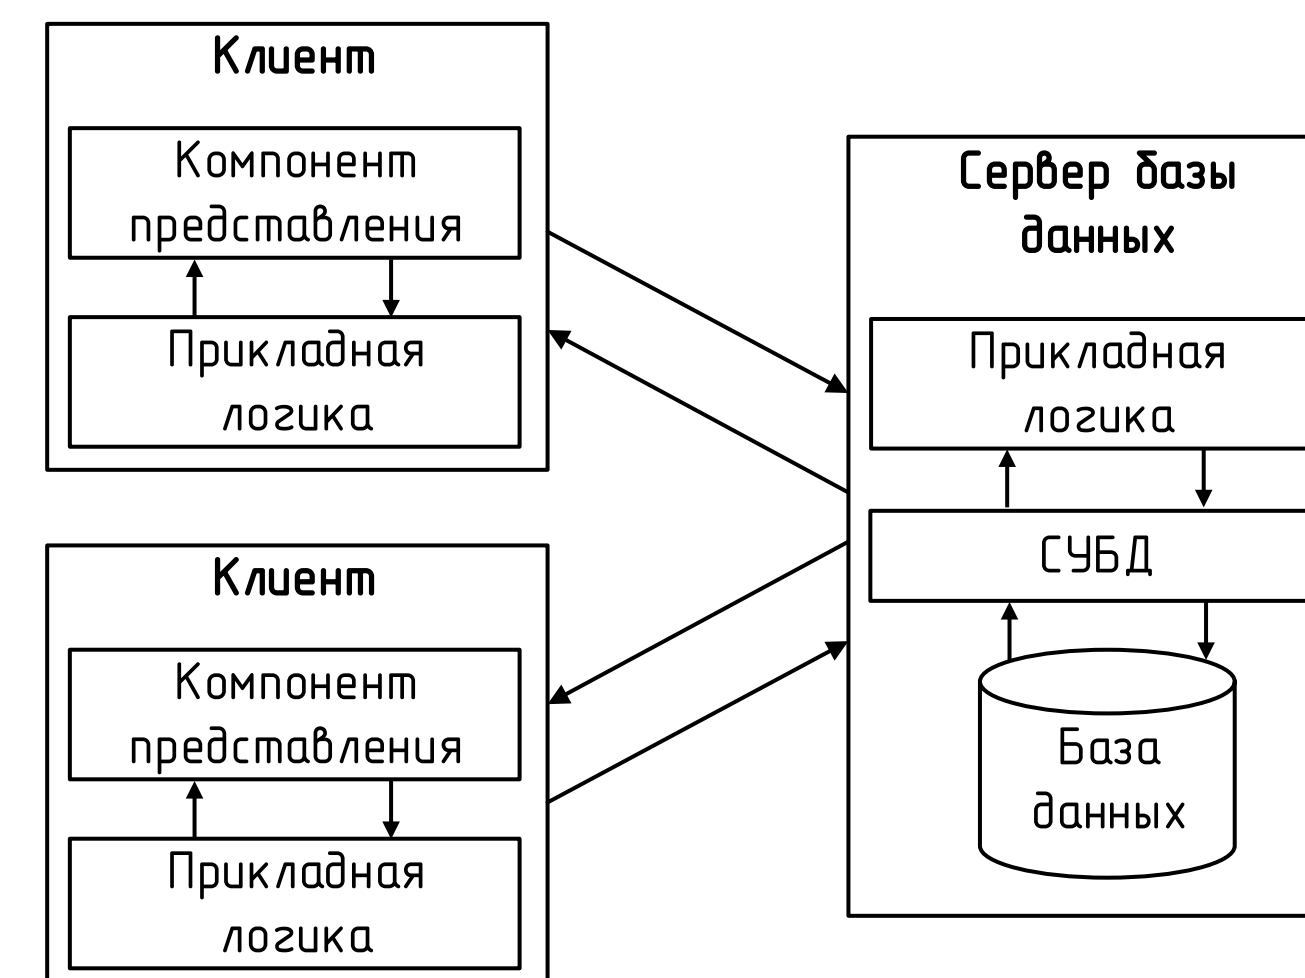 Клиент
Компонент
представления
Прикладная
логика
Клиент
Компонент
представления
Прикладная
логика
Сервер базы
данных
Прикладная
логика
СУБД
База
данных